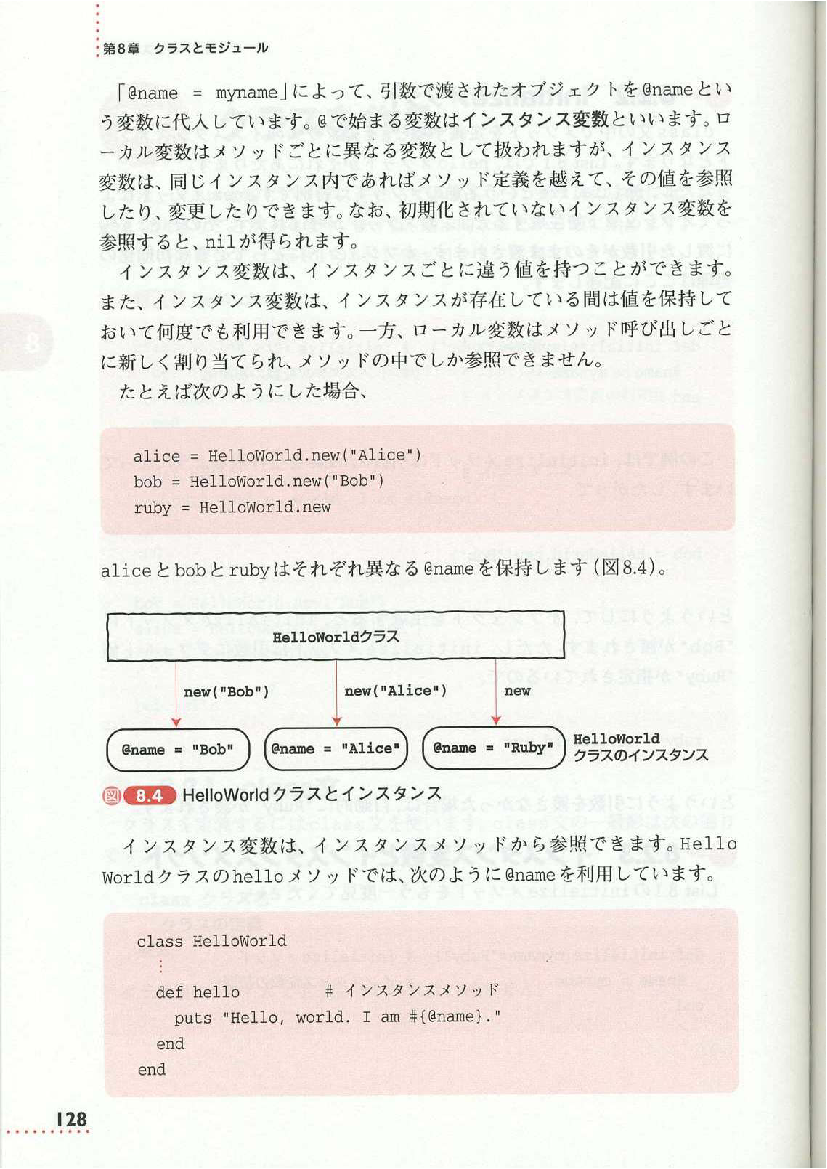 第8章 クラスとモジュール
「@name = myname」によって、引数で渡されたオブジェクトを@nameとい
う変数に代入しています。@で始まる変数はインスタンス変数といいます。ロ
ーカル変数はメソッドごとに異なる変数として扱われますが、インスタンス
変数は、同じインスタンス内であればメソッド定義を越えて、その値を参照
したり、変更したりできます。なお、初期化されていないインスタンス変数を
参照すると、nilが得られます。
インスタンス変数は、インスタンスごとに違う値を持つことができます。
また、インスタンス変数は、インスタンスが存在している間は値を保持して
おいて何度でも利用できます。一方、ローカル変数はメソッド呼び出しごと
に新しく割り当てられ、メソッドの中でしか参照できません。
たとえば次のようにした場合、
alice = HelloWorld.new("Alice")
bob = HelloWorld.new("Bob")
ruby = HelloWorld.new
aliceとbobとrubyはそれぞれ異なる@nameを保持します(図8.4)。
HelloWorldクラス
new("Bob") new("Alice") new
@name = "Bob" @name = "Alice" @name = "Ruby" HelloWorld
クラスのインスタンス
図 8.4 HelloWorldクラスとインスタンス
インスタンス変数は、インスタンスメソッドから参照できます。Hello
Worldクラスのhelloメソッドでは、次のように@nameを利用しています。
class HelloWorld
⋮
def hello # インスタンスメソッド
puts "Hello, world. I am #{@name}."
end
end
8
128